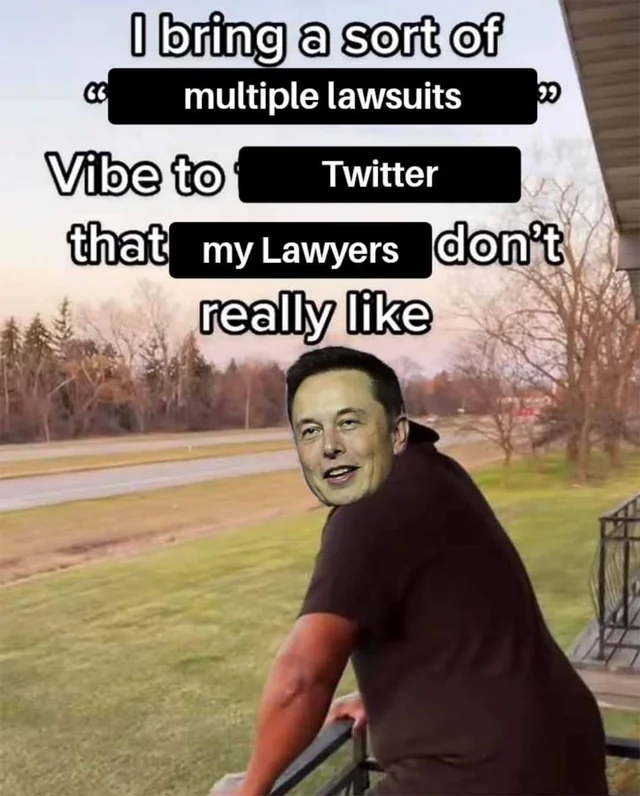 I bring a sort of
“multiple lawsuits”
Vibe to Twitter
that my Lawyers don’t
really like